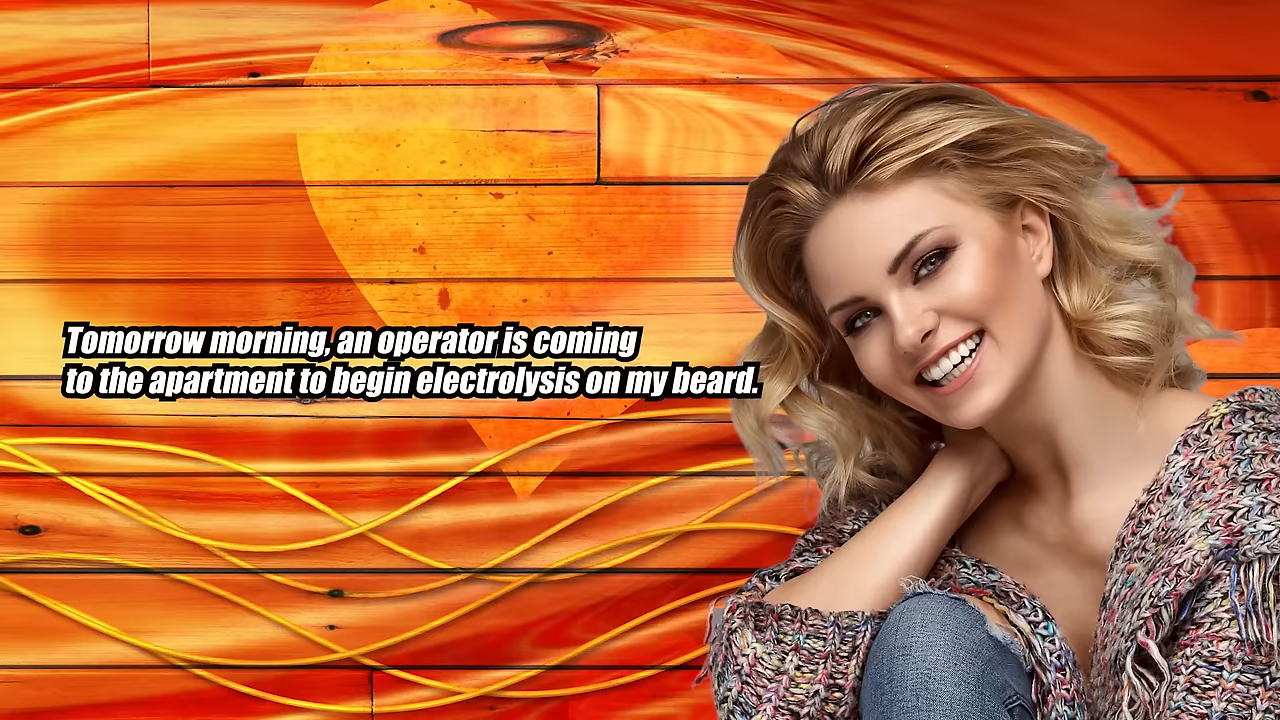 Tomorrow morning, an operator is coming
to the apartment to begin electrolysis on my beard.